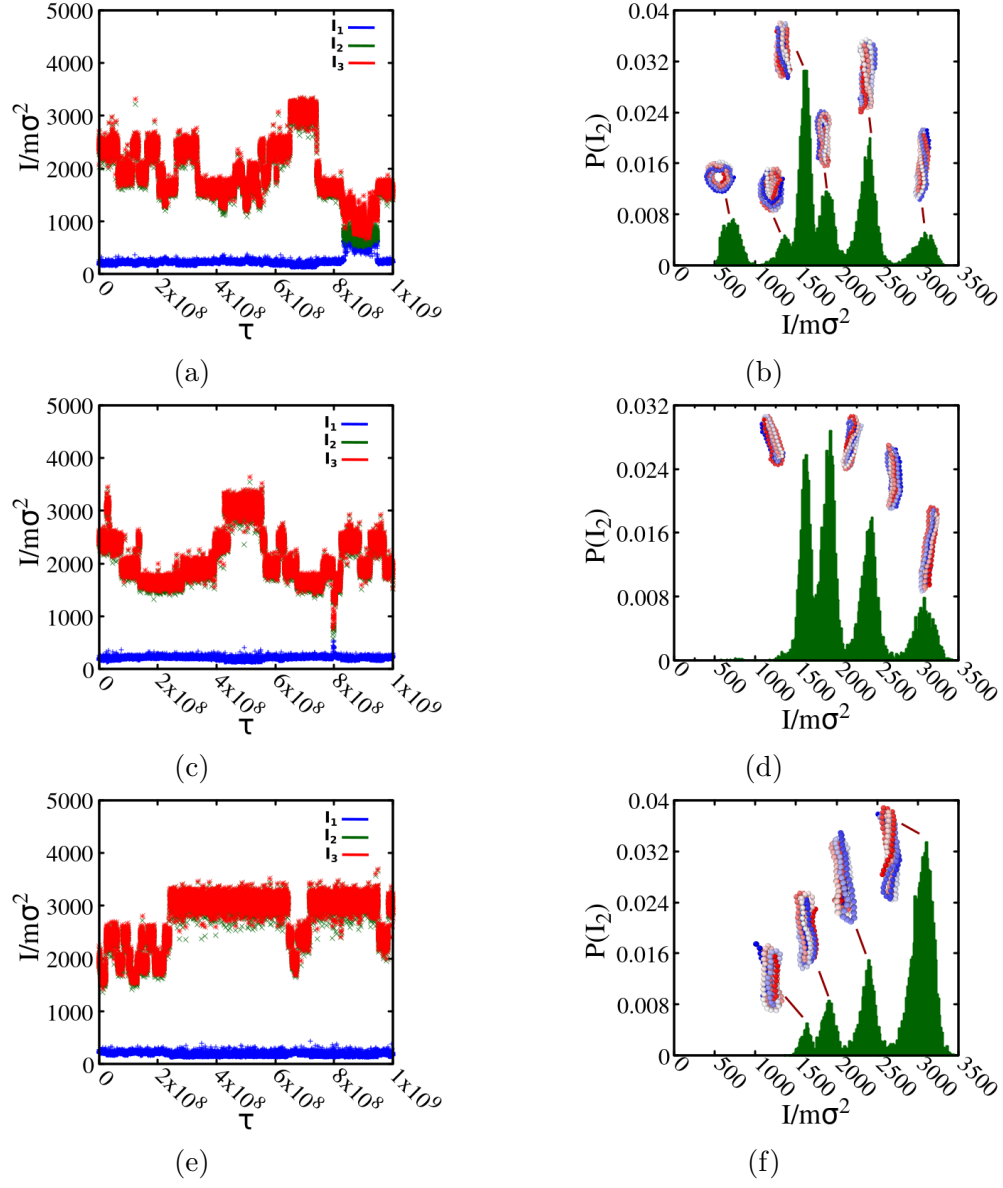 5000
4000
3000
2000
1000
0
I/mσ²
I₁
I₂
I₃
0
2x10⁸
4x10⁸
6x10⁸
8x10⁸
1x10⁹
τ
(a)
0.04
0.032
0.024
0.016
0.008
0
P(I₂)
0
500
1000
1500
2000
2500
3000
3500
I/mσ²
(b)
5000
4000
3000
2000
1000
0
I/mσ²
I₁
I₂
I₃
0
2x10⁸
4x10⁸
6x10⁸
8x10⁸
1x10⁹
τ
(c)
0.032
0.024
0.016
0.008
0
P(I₂)
0
500
1000
1500
2000
2500
3000
3500
I/mσ²
(d)
5000
4000
3000
2000
1000
0
I/mσ²
I₁
I₂
I₃
0
2x10⁸
4x10⁸
6x10⁸
8x10⁸
1x10⁹
τ
(e)
0.04
0.032
0.024
0.016
0.008
0
P(I₂)
0
500
1000
1500
2000
2500
3000
3500
I/mσ²
(f)